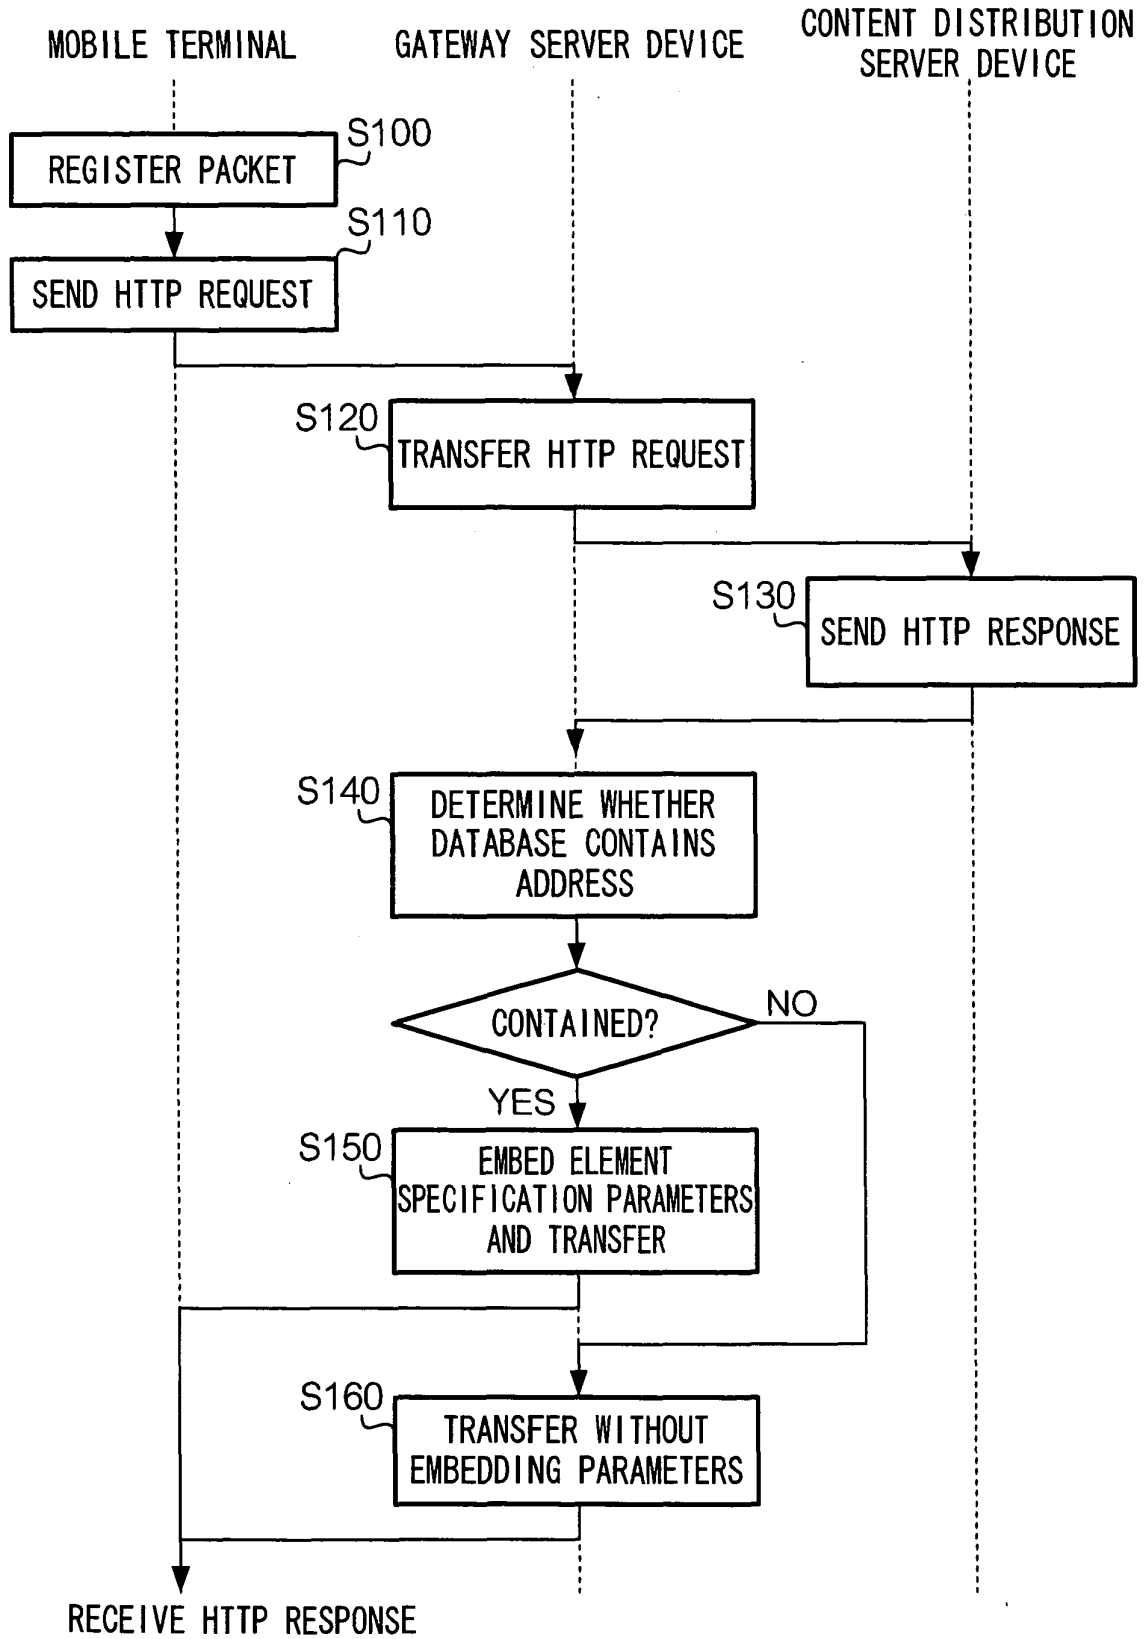 MOBILE TERMINAL
GATEWAY SERVER DEVICE
CONTENT DISTRIBUTION
SERVER DEVICE
S100
REGISTER PACKET
S110
SEND HTTP REQUEST
S120
TRANSFER HTTP REQUEST
S130
SEND HTTP RESPONSE
S140
DETERMINE WHETHER
DATABASE CONTAINS
ADDRESS
CONTAINED?
NO
YES
S150
EMBED ELEMENT
SPECIFICATION PARAMETERS
AND TRANSFER
S160
TRANSFER WITHOUT
EMBEDDING PARAMETERS
RECEIVE HTTP RESPONSE